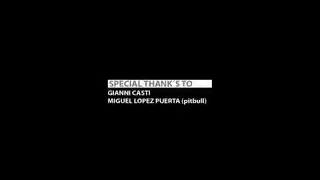 SPECIAL THANK´S TO
GIANNI CASTI
MIGUEL LOPEZ PUERTA (pitbull)